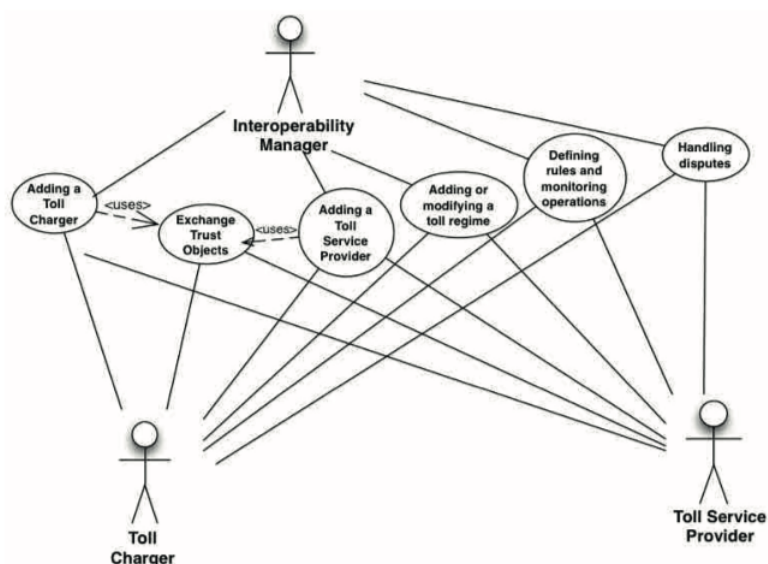 Interoperability
Manager
Adding a
Toll
Charger
<uses>
Exchange
Trust
Objects
<uses>
Adding a
Toll
Service
Provider
Adding or
modifying a
toll regime
Defining
rules and
monitoring
operations
Handling
disputes
Toll
Charger
Toll Service
Provider